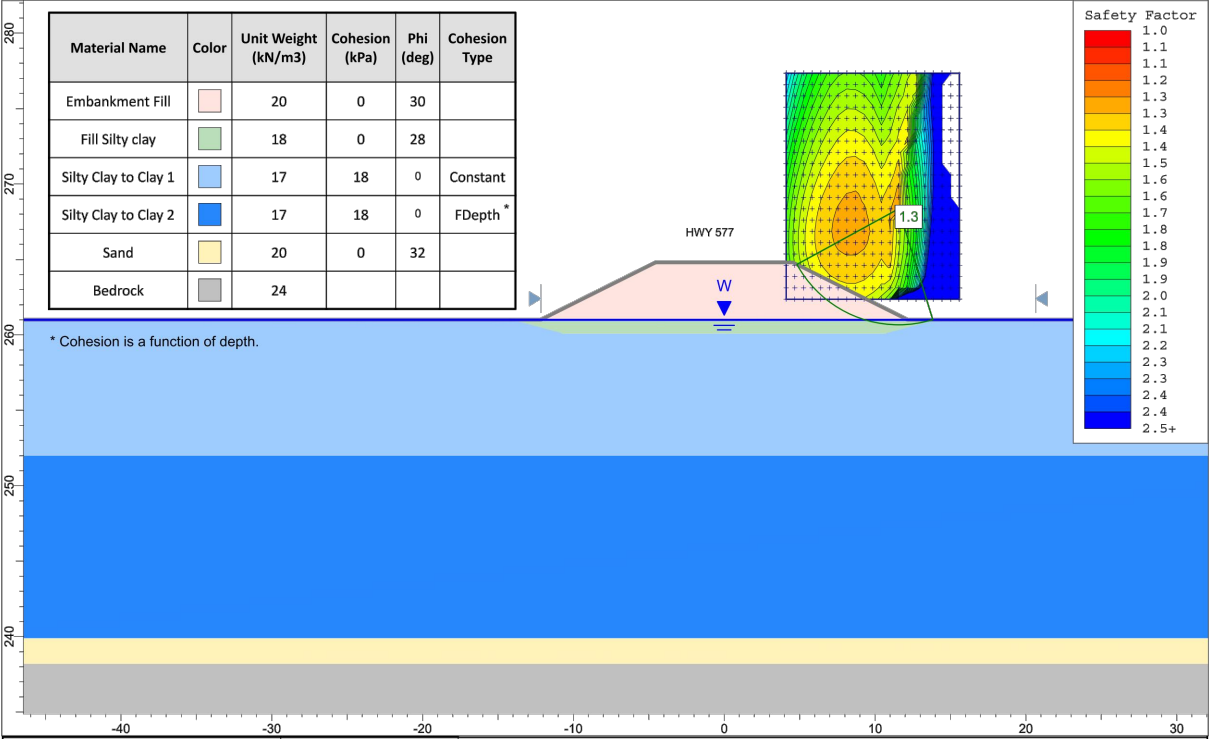 Material Name Color Unit Weight (kN/m3) Cohesion (kPa) Phi (deg) Cohesion Type
Embankment Fill 20 0 30
Fill Silty clay 18 0 28
Silty Clay to Clay 1 17 18 0 Constant
Silty Clay to Clay 2 17 18 0 FDepth *
Sand 20 0 32
Bedrock 24
* Cohesion is a function of depth.
HWY 577
W
1.3
Safety Factor
1.0
1.1
1.1
1.2
1.3
1.3
1.4
1.4
1.5
1.6
1.6
1.7
1.8
1.8
1.9
1.9
2.0
2.1
2.1
2.2
2.3
2.3
2.4
2.4
2.5+
280
270
260
250
240
-40 -30 -20 -10 0 10 20 30